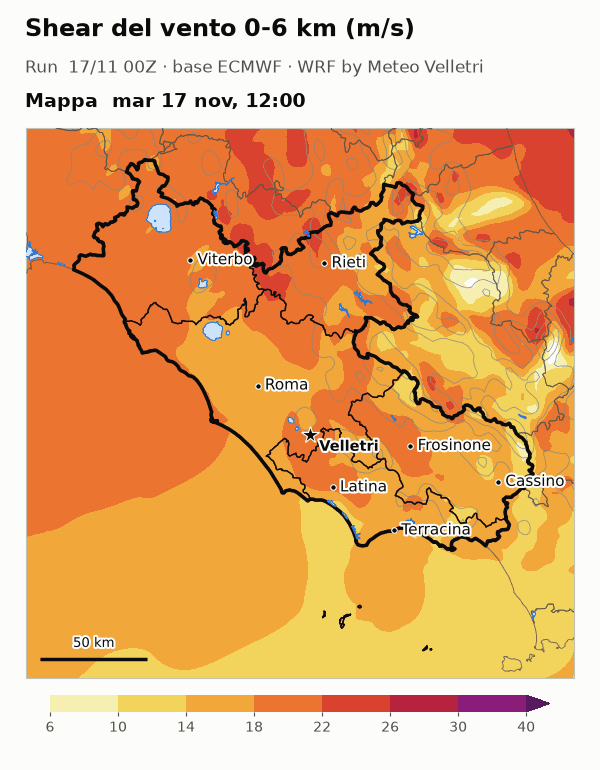 Shear del vento 0-6 km (m/s)
Run  17/11 00Z · base ECMWF · WRF by Meteo Velletri
Mappa  mar 17 nov, 12:00
Viterbo
Rieti
Roma
Velletri
Frosinone
Cassino
Latina
Terracina
50 km
6 10 14 18 22 26 30 40